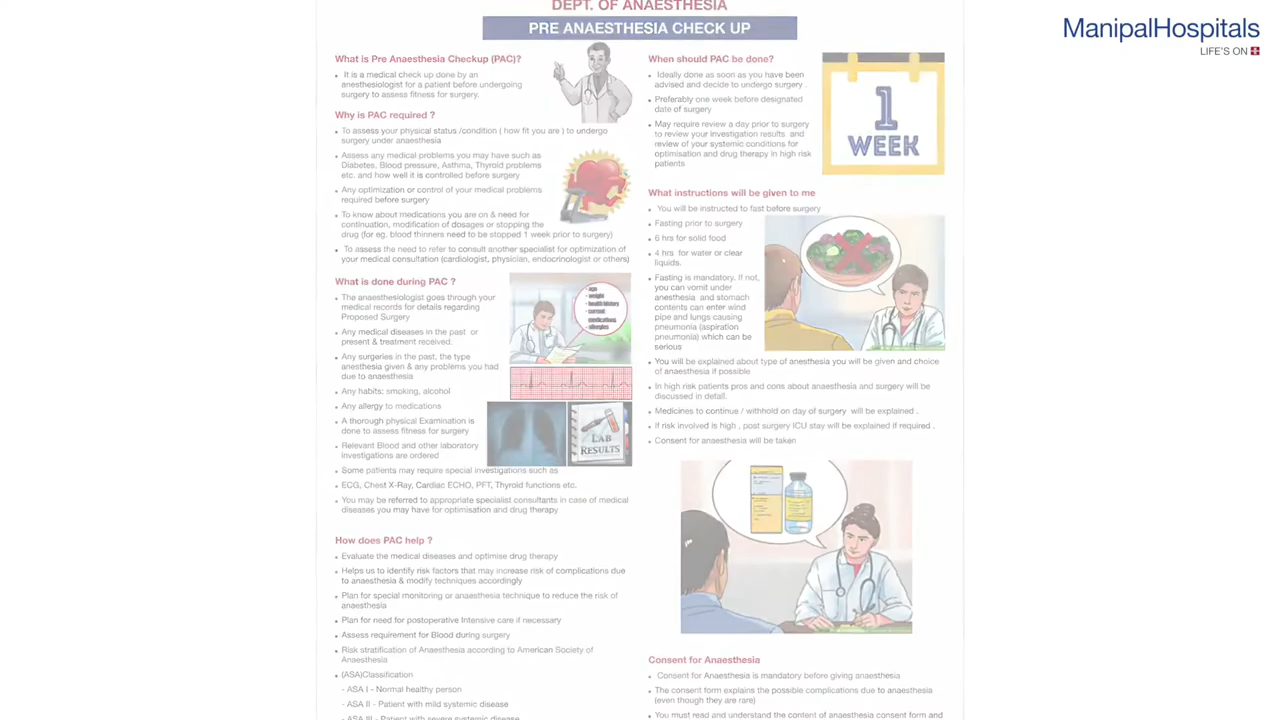 DEPT. OF ANAESTHESIA
PRE ANAESTHESIA CHECK UP
ManipalHospitals
LIFE'S ON
What is Pre Anaesthesia Checkup (PAC)?
• It is a medical check up done by an
anesthesiologist for a patient before undergoing
surgery to assess fitness for surgery.
Why is PAC required ?
• To assess your physical status /condition ( how fit you are ) to undergo
surgery under anaesthesia
• Assess any medical problems you may have such as
Diabetes, Blood pressure, Asthma, Thyroid problems
etc. and how well it is controlled before surgery
• Any optimization or control of your medical problems
required before surgery
• To know about medications you are on & need for
continuation, modification of dosages or stopping the
drug (for eg. blood thinners need to be stopped 1 week prior to surgery)
• To assess the need to refer to consult another specialist for optimization of
your medical consultation (cardiologist, physician, endocrinologist or others)
What is done during PAC ?
• The anaesthesiologist goes through your
medical records for details regarding
Proposed Surgery
• Any medical diseases in the past or
present & treatment received.
• Any surgeries in the past, the type
anesthesia given & any problems you had
due to anaesthesia
• Any habits: smoking, alcohol
• Any allergy to medications
• A thorough physical Examination is
done to assess fitness for surgery
• Relevant Blood and other laboratory
investigations are ordered
• Some patients may require special investigations such as
• ECG, Chest X-Ray, Cardiac ECHO, PFT, Thyroid functions etc.
• You may be referred to appropriate specialist consultants in case of medical
diseases you may have for optimisation and drug therapy
• age
• weight
• health history
• current
medications
• allergies
LAB
RESULTS
How does PAC help ?
• Evaluate the medical diseases and optimise drug therapy
• Helps us to identify risk factors that may increase risk of complications due
to anaesthesia & modify techniques accordingly
• Plan for special monitoring or anaesthesia technique to reduce the risk of
anaesthesia
• Plan for need for postoperative Intensive care if necessary
• Assess requirement for Blood during surgery
• Risk stratification of Anaesthesia according to American Society of
Anaesthesia
• (ASA)Classification
- ASA I - Normal healthy person
- ASA II - Patient with mild systemic disease
- ASA III - Patient with severe systemic disease
When should PAC be done?
• Ideally done as soon as you have been
advised and decide to undergo surgery .
• Preferably one week before designated
date of surgery
• May require review a day prior to surgery
to review your investigation results and
review of your systemic conditions for
optimisation and drug therapy in high risk
patients
1
WEEK
What instructions will be given to me
• You will be instructed to fast before surgery
• Fasting prior to surgery
• 6 hrs for solid food
• 4 hrs for water or clear
liquids.
• Fasting is mandatory. If not,
you can vomit under
anesthesia and stomach
contents can enter wind
pipe and lungs causing
pneumonia (aspiration
pneumonia) which can be
serious
• You will be explained about type of anesthesia you will be given and choice
of anaesthesia if possible
• In high risk patients pros and cons about anaesthesia and surgery will be
discussed in detail.
• Medicines to continue / withhold on day of surgery will be explained .
• If risk involved is high . post surgery ICU stay will be explained if required .
• Consent for anaesthesia will be taken
Consent for Anaesthesia
• Consent for Anaesthesia is mandatory before giving anaesthesia
• The consent form explains the possible complications due to anaesthesia
(even though they are rare)
• You must read and understand the content of anaesthesia consent form and